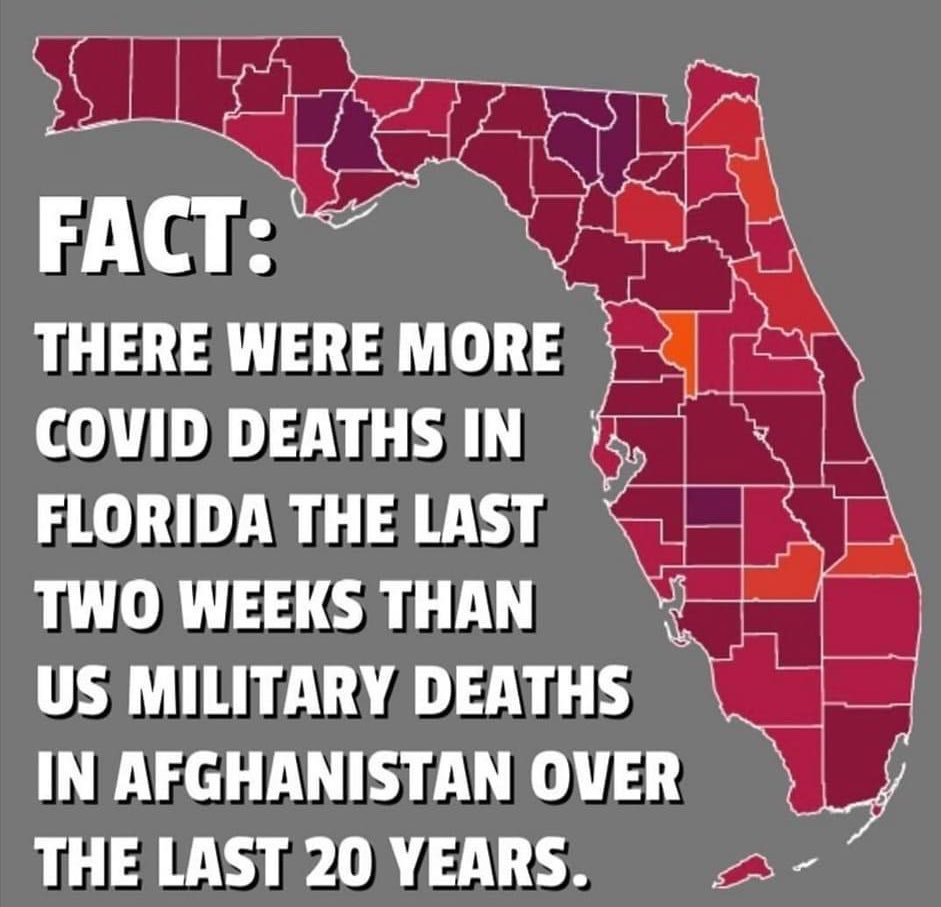 FACT:
THERE WERE MORE
COVID DEATHS IN
FLORIDA THE LAST
TWO WEEKS THAN
US MILITARY DEATHS
IN AFGHANISTAN OVER
THE LAST 20 YEARS.